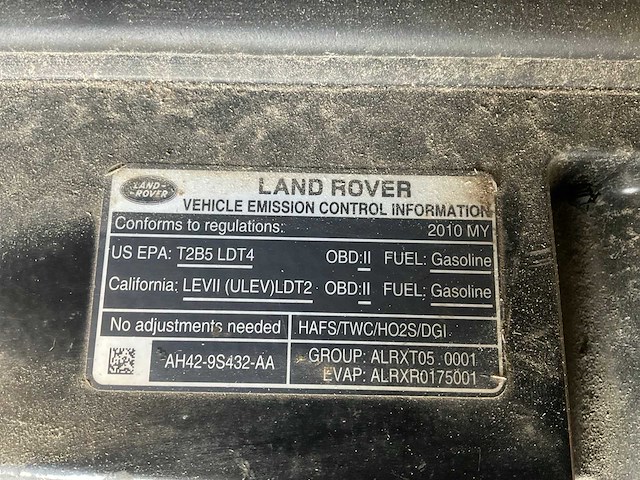 LAND-
-ROVER
LAND ROVER
VEHICLE EMISSION CONTROL INFORMATION
Conforms to regulations: 2010 MY
US EPA: T2B5 LDT4 OBD:II FUEL: Gasoline
California: LEVII (ULEV)LDT2 OBD:II FUEL: Gasoline
No adjustments needed HAFS/TWC/HO2S/DGI
AH42-9S432-AA
GROUP: ALRXT05.0001
EVAP: ALRXR0175001